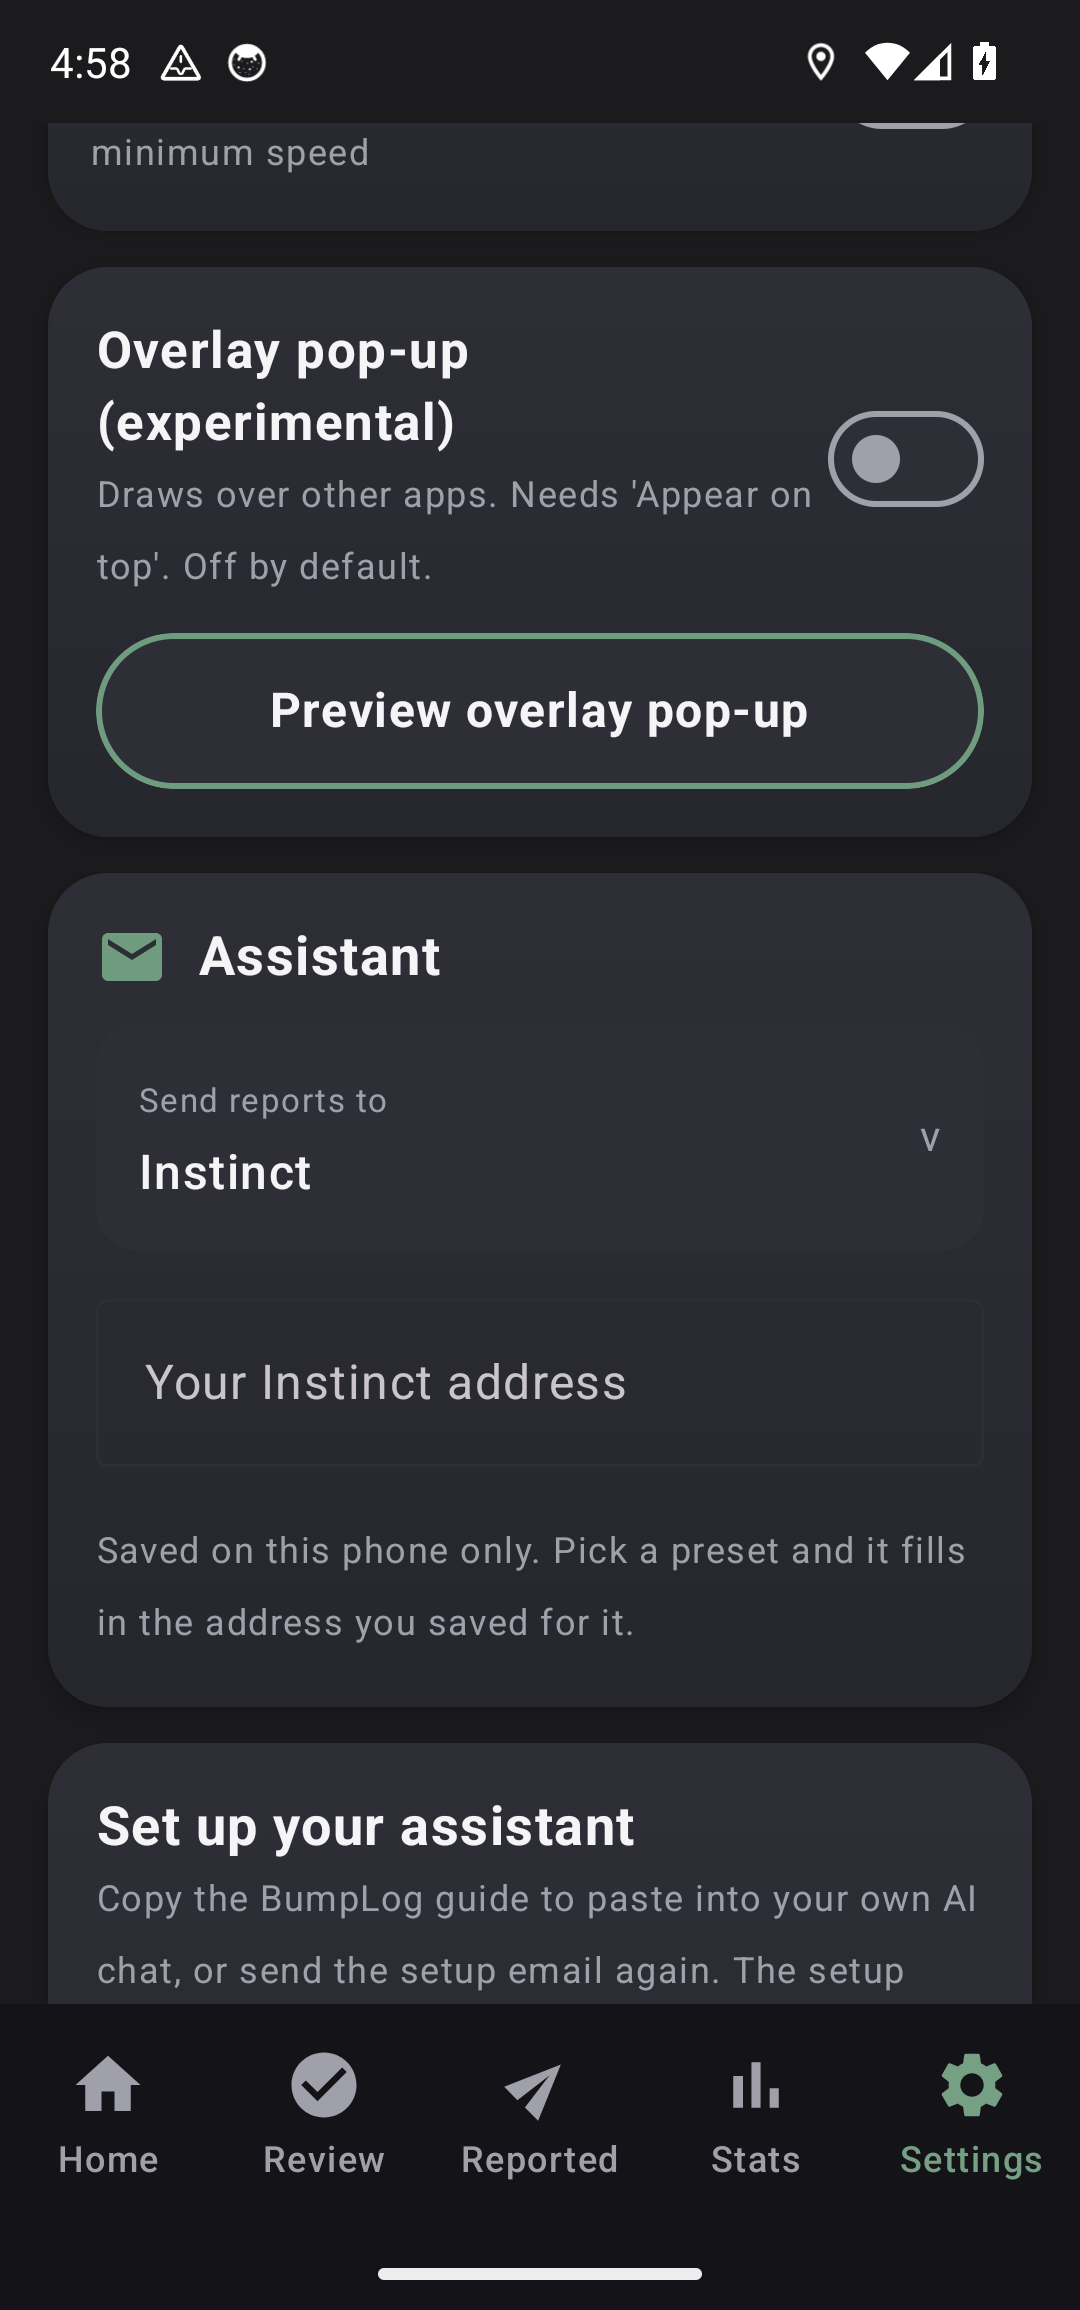 4:58
minimum speed
Overlay pop-up
(experimental)
Draws over other apps. Needs 'Appear on
top'. Off by default.
Preview overlay pop-up
Assistant
Send reports to
Instinct
v
Your Instinct address
Saved on this phone only. Pick a preset and it fills
in the address you saved for it.
Set up your assistant
Copy the BumpLog guide to paste into your own AI
chat, or send the setup email again. The setup
Home
Review
Reported
Stats
Settings